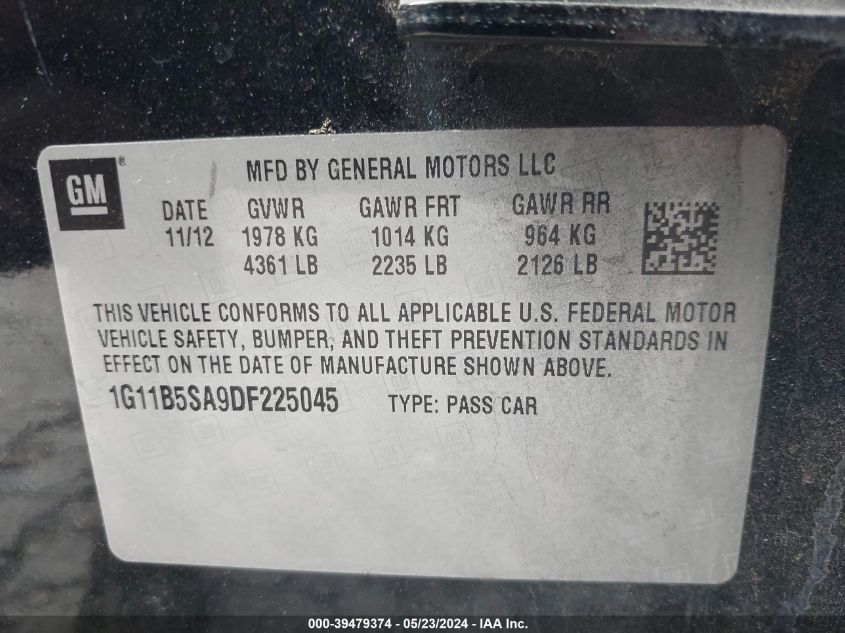 GM®
MFD BY GENERAL MOTORS LLC
DATE GVWR GAWR FRT GAWR RR
11/12 1978 KG 1014 KG 964 KG
4361 LB 2235 LB 2126 LB
THIS VEHICLE CONFORMS TO ALL APPLICABLE U.S. FEDERAL MOTOR
VEHICLE SAFETY, BUMPER, AND THEFT PREVENTION STANDARDS IN
EFFECT ON THE DATE OF MANUFACTURE SHOWN ABOVE.
1G11B5SA9DF225045 TYPE: PASS CAR
000-39479374 - 05/23/2024 - IAA Inc.